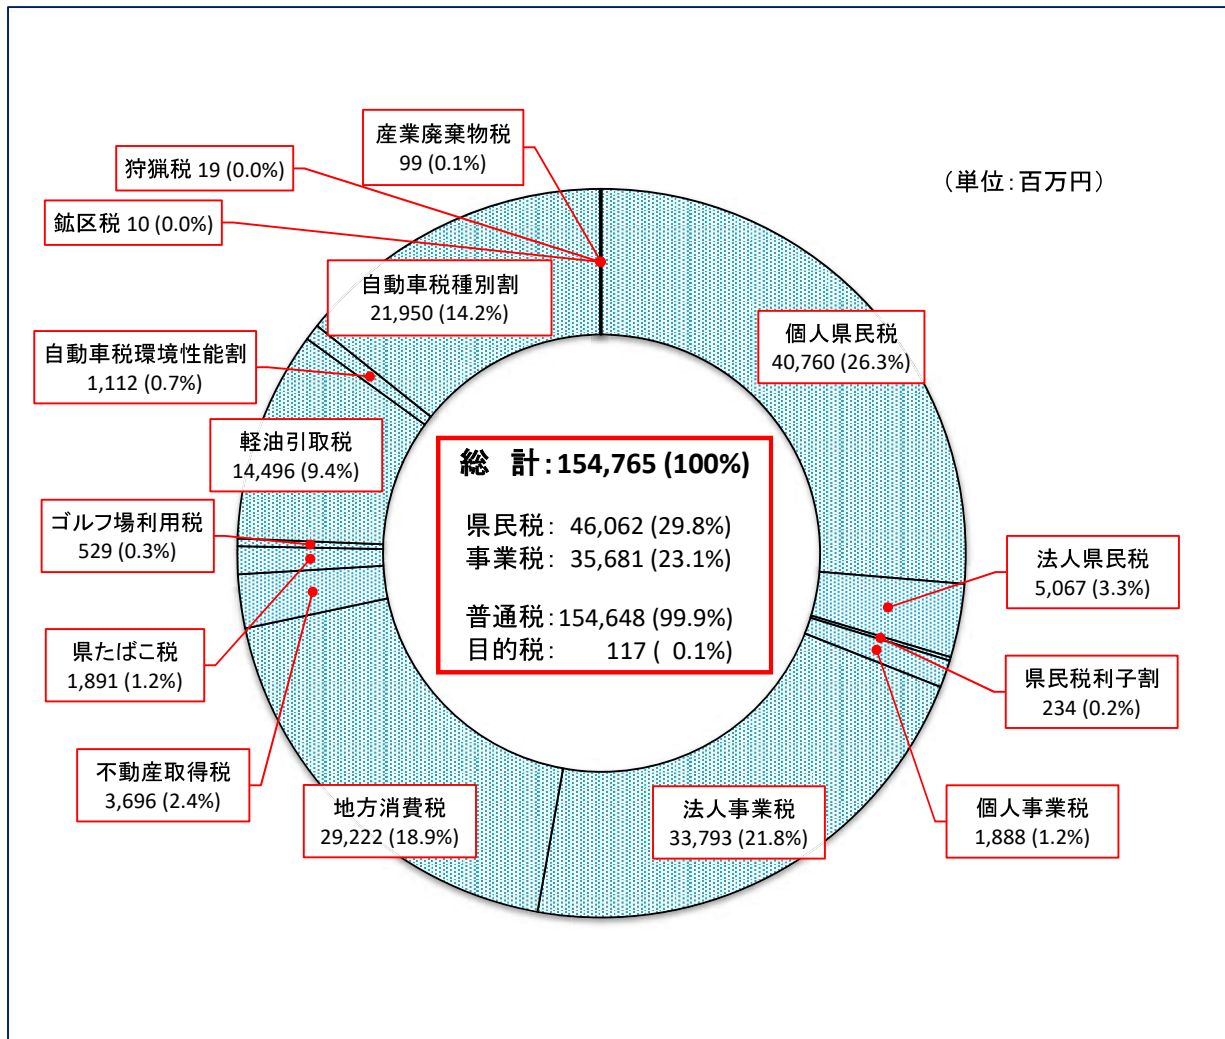 産業廃棄物税
99 (0.1%)
狩猟税 19 (0.0%)
(単位:百万円)
鉱区税 10 (0.0%)
自動車税種別割
21,950 (14.2%)
個人県民税
40,760 (26.3%)
自動車税環境性能割
1,112 (0.7%)
軽油引取税
14,496 (9.4%)
総 計:154,765 (100%)
県民税: 46,062 (29.8%)
事業税: 35,681 (23.1%)
普通税:154,648 (99.9%)
目的税: 117 ( 0.1%)
ゴルフ場利用税
529 (0.3%)
法人県民税
5,067 (3.3%)
県たばこ税
1,891 (1.2%)
県民税利子割
234 (0.2%)
不動産取得税
3,696 (2.4%)
地方消費税
29,222 (18.9%)
法人事業税
33,793 (21.8%)
個人事業税
1,888 (1.2%)